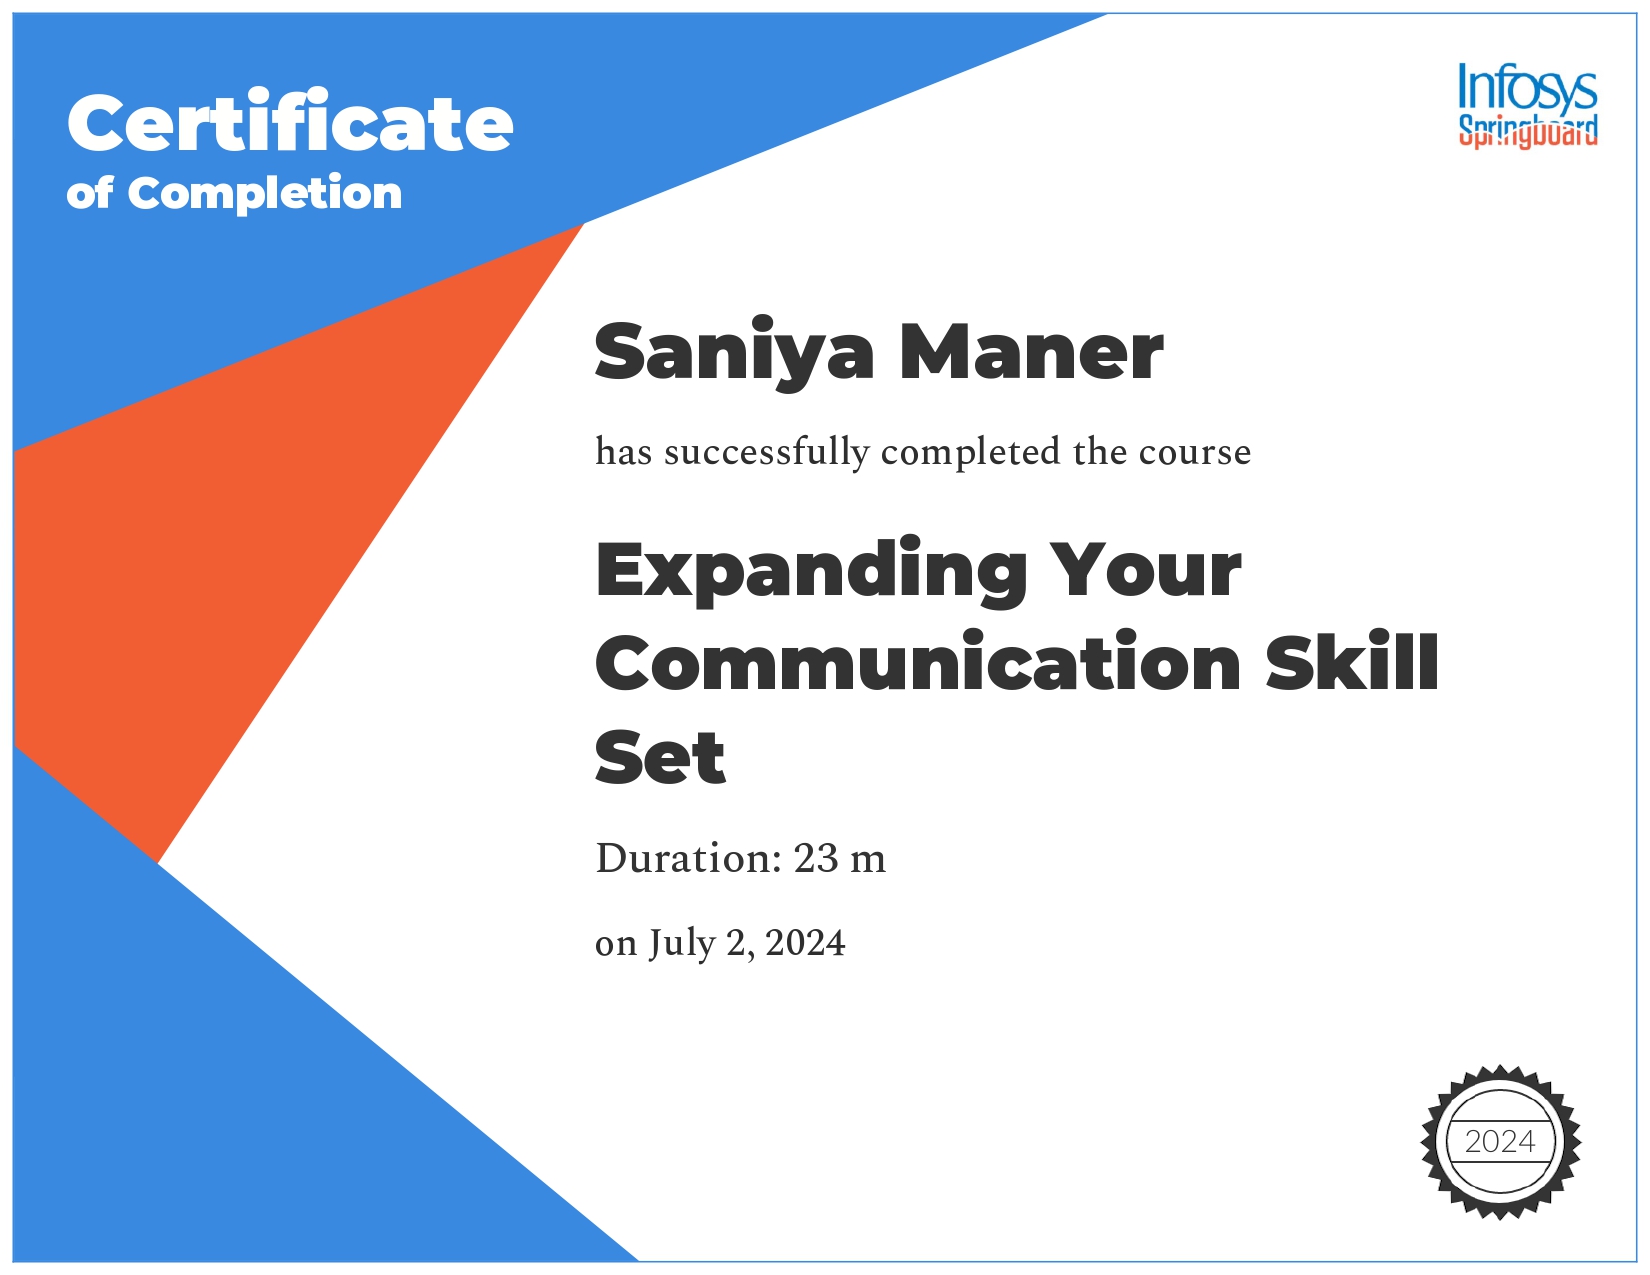 Certificate
of Completion
Infosys
Springboard
Saniya Maner
has successfully completed the course
Expanding Your
Communication Skill
Set
Duration: 23 m
on July 2, 2024
2024